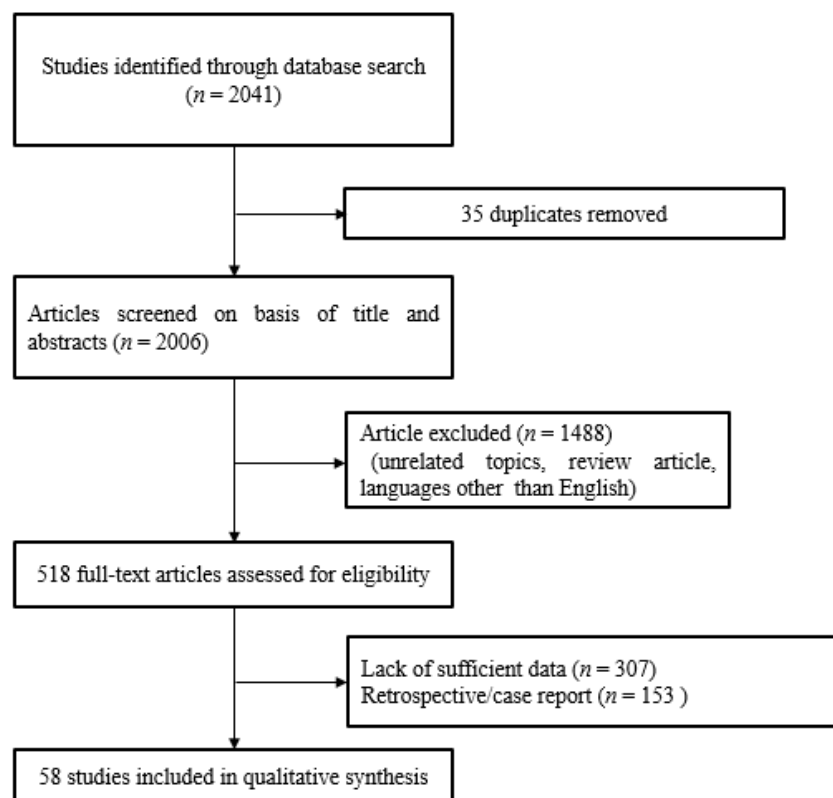 Studies identified through database search
(n = 2041)
35 duplicates removed
Articles screened on basis of title and
abstracts (n = 2006)
Article excluded (n = 1488)
(unrelated topics, review article,
languages other than English)
518 full-text articles assessed for eligibility
Lack of sufficient data (n = 307)
Retrospective/case report (n = 153 )
58 studies included in qualitative synthesis